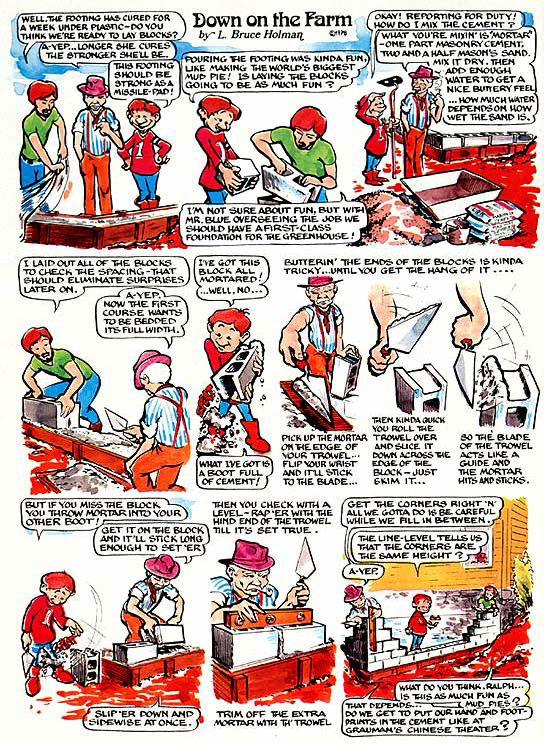 WELL..THE FOOTING HAS CURED FOR
A WEEK UNDER PLASTIC-DO YOU
THINK WE'RE READY TO LAY BLOCKS?
A-YEP...LONGER SHE CURES
THE STRONGER SHE'LL BE..
THIS FOOTING
SHOULD BE
STRONG AS A
MISSILE-PAD!
Down on the Farm
by L. Bruce Holman
©1978
POURING THE FOOTING WAS KINDA FUN,
LIKE MAKING THE WORLD'S BIGGEST
MUD PIE! IS LAYING THE BLOCKS
GOING TO BE AS MUCH FUN?
I'M NOT SURE ABOUT FUN, BUT WITH
MR. BLUE OVERSEEING THE JOB WE
SHOULD HAVE A FIRST-CLASS
FOUNDATION FOR THE GREENHOUSE!
OKAY! REPORTING FOR DUTY!
HOW DO I MIX THE CEMENT?
WHAT YOU'RE MIXIN' IS "MORTAR"
-ONE PART MASONRY CEMENT,
TWO AND A HALF MASON'S SAND.
MIX IT DRY. THEN
ADD ENOUGH
WATER TO GET A
NICE BUTTERY FEEL
...HOW MUCH WATER
DEPENDS ON HOW
WET THE SAND IS.
I LAID OUT ALL OF THE BLOCKS
TO CHECK THE SPACING-THAT
SHOULD ELIMINATE SURPRISES
LATER ON.
A-YEP.
NOW THE FIRST
COURSE WANTS
TO BE BEDDED
ITS FULL WIDTH.
I'VE GOT THIS
BLOCK ALL
MORTARED!
...WELL, NO...
WHAT I'VE GOT IS
A BOOT FULL
OF CEMENT!
BUTTERIN' THE ENDS OF THE BLOCKS IS KINDA
TRICKY...UNTIL YOU GET THE HANG OF IT....
PICK UP THE MORTAR
ON THE EDGE OF
YOUR TROWEL...
FLIP YOUR WRIST
AND IT'LL STICK
TO THE BLADE...
THEN KINDA QUICK
YOU ROLL THE
TROWEL OVER
AND SLICE IT
DOWN ACROSS THE
EDGE OF THE
BLOCK-JUST
SKIM IT...
SO THE BLADE
OF THE TROWEL
ACTS LIKE A
GUIDE AND
THE MORTAR
HITS AND STICKS.
BUT IF YOU MISS THE BLOCK
YOU THROW MORTAR INTO YOUR
OTHER BOOT!
GET IT ON THE BLOCK
AND IT'LL STICK LONG
ENOUGH TO SET 'ER)
SLIP 'ER DOWN AND
SIDEWISE AT ONCE.
THEN YOU CHECK WITH A
LEVEL-RAP 'ER WITH THE
HIND END OF THE TROWEL
TILL IT'S SET TRUE.
TRIM OFF THE EXTRA
MORTAR WITH TH' TROWEL
GET THE CORNERS RIGHT 'N'
ALL WE GOTTA DO IS BE CAREFUL
WHILE WE FILL IN BETWEEN.
THE LINE-LEVEL TELLS US
THAT THE CORNERS ARE
THE SAME HEIGHT?
A-YEP.
WHAT DO YOU THINK, RALPH...
IS THIS AS MUCH FUN AS
MUD PIES?
THAT DEPENDS...
DO WE GET TO PUT OUR HAND AND FOOT-
PRINTS IN THE CEMENT LIKE AT
GRAUMAN'S CHINESE THEATER?